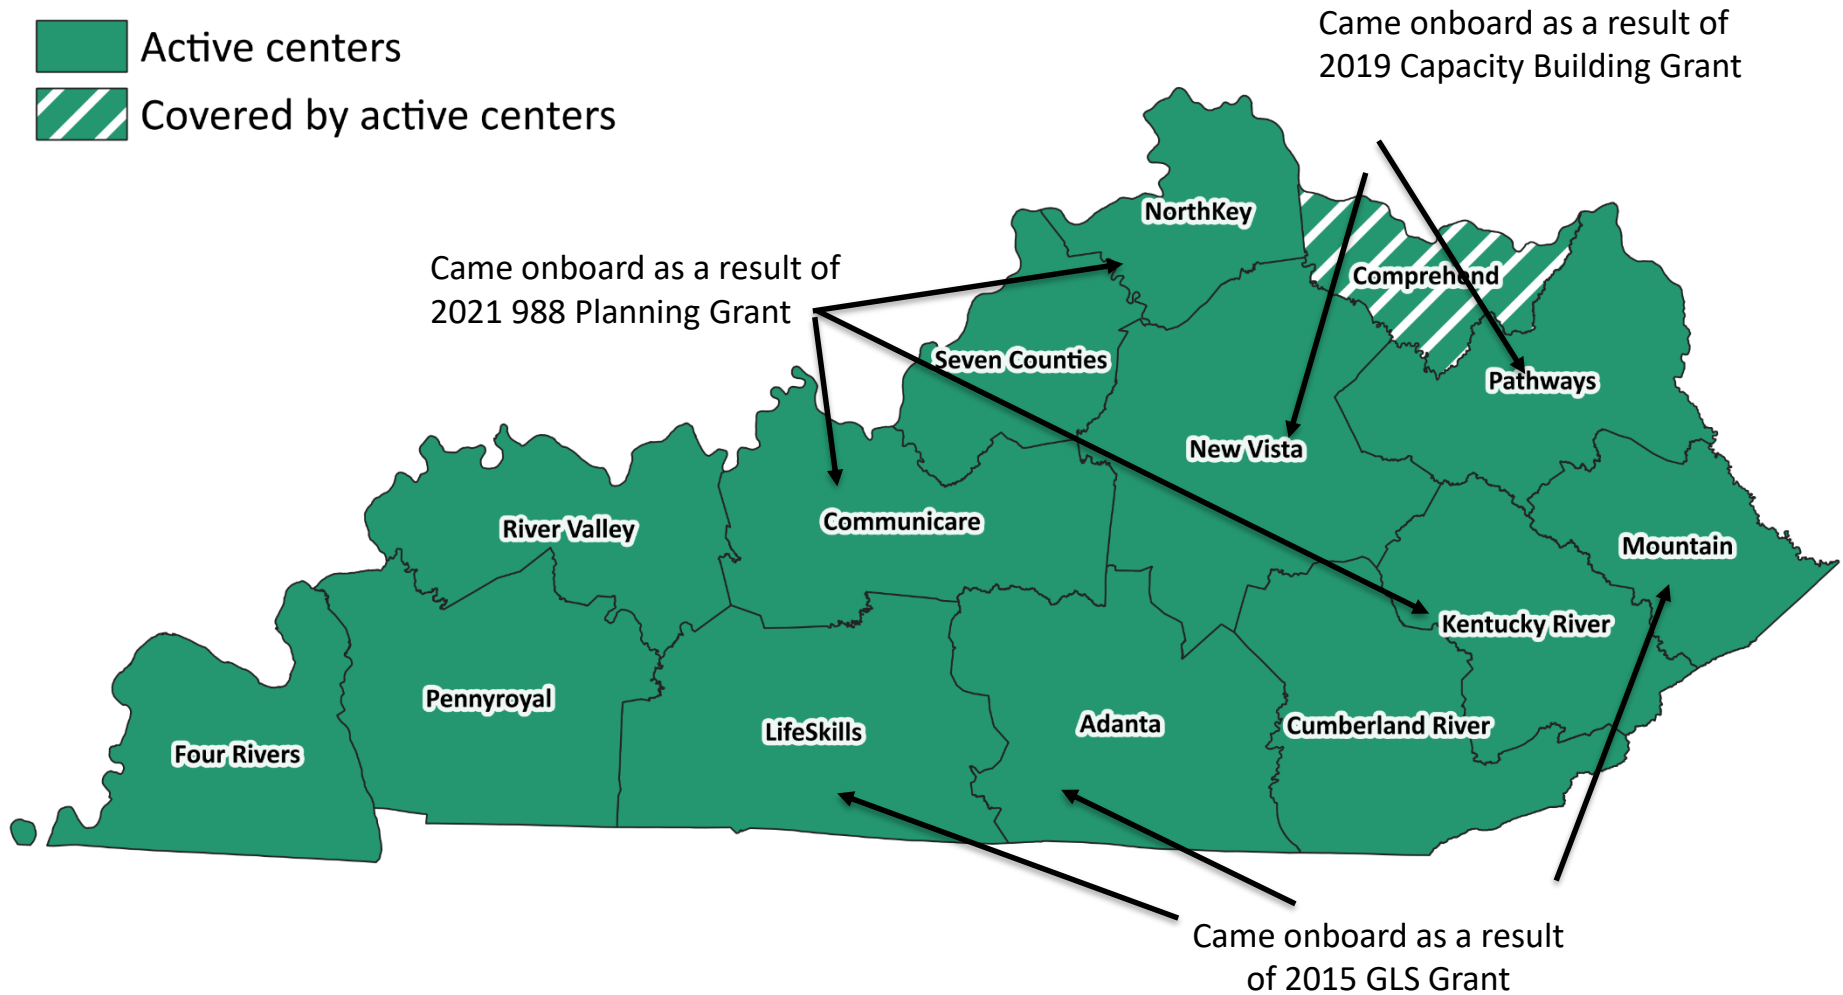 Active centers
Covered by active centers
Came onboard as a result of
2019 Capacity Building Grant
NorthKey
Came onboard as a result of
2021 988 Planning Grant
Comprehend
Seven Counties
Pathways
New Vista
Communicare
River Valley
Mountain
Kentucky River
Pennyroyal
LifeSkills
Adanta
Cumberland River
Four Rivers
Came onboard as a result
of 2015 GLS Grant